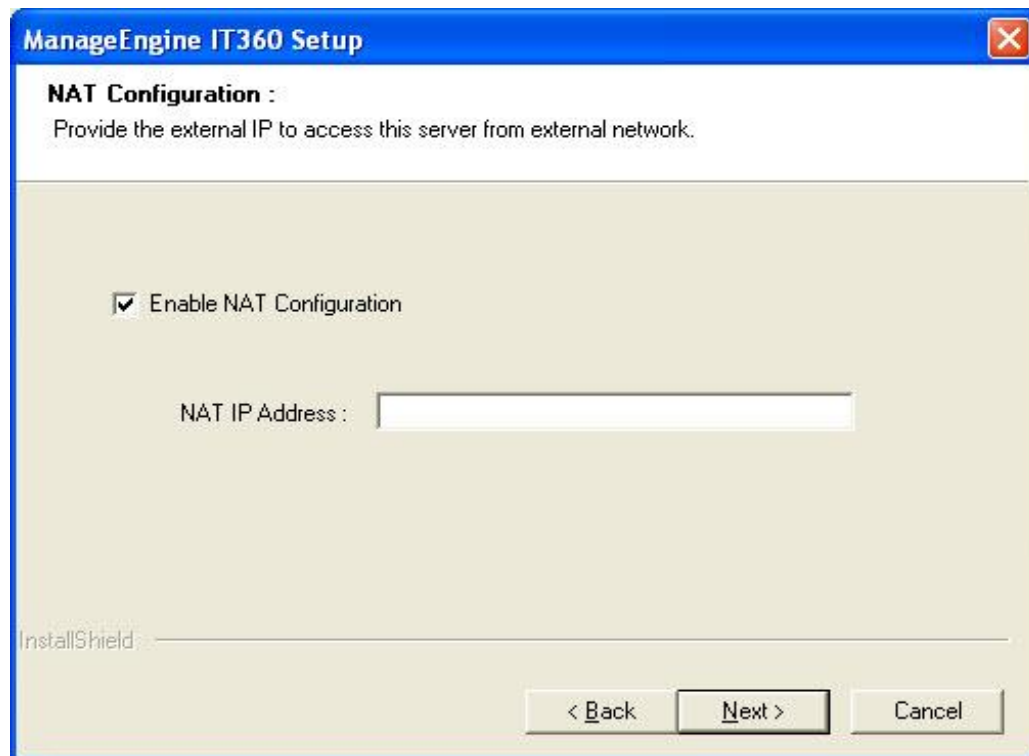 ManageEngine IT360 Setup
NAT Configuration :
Provide the external IP to access this server from external network.
Enable NAT Configuration
NAT IP Address :
InstallShield
< Back
Next >
Cancel